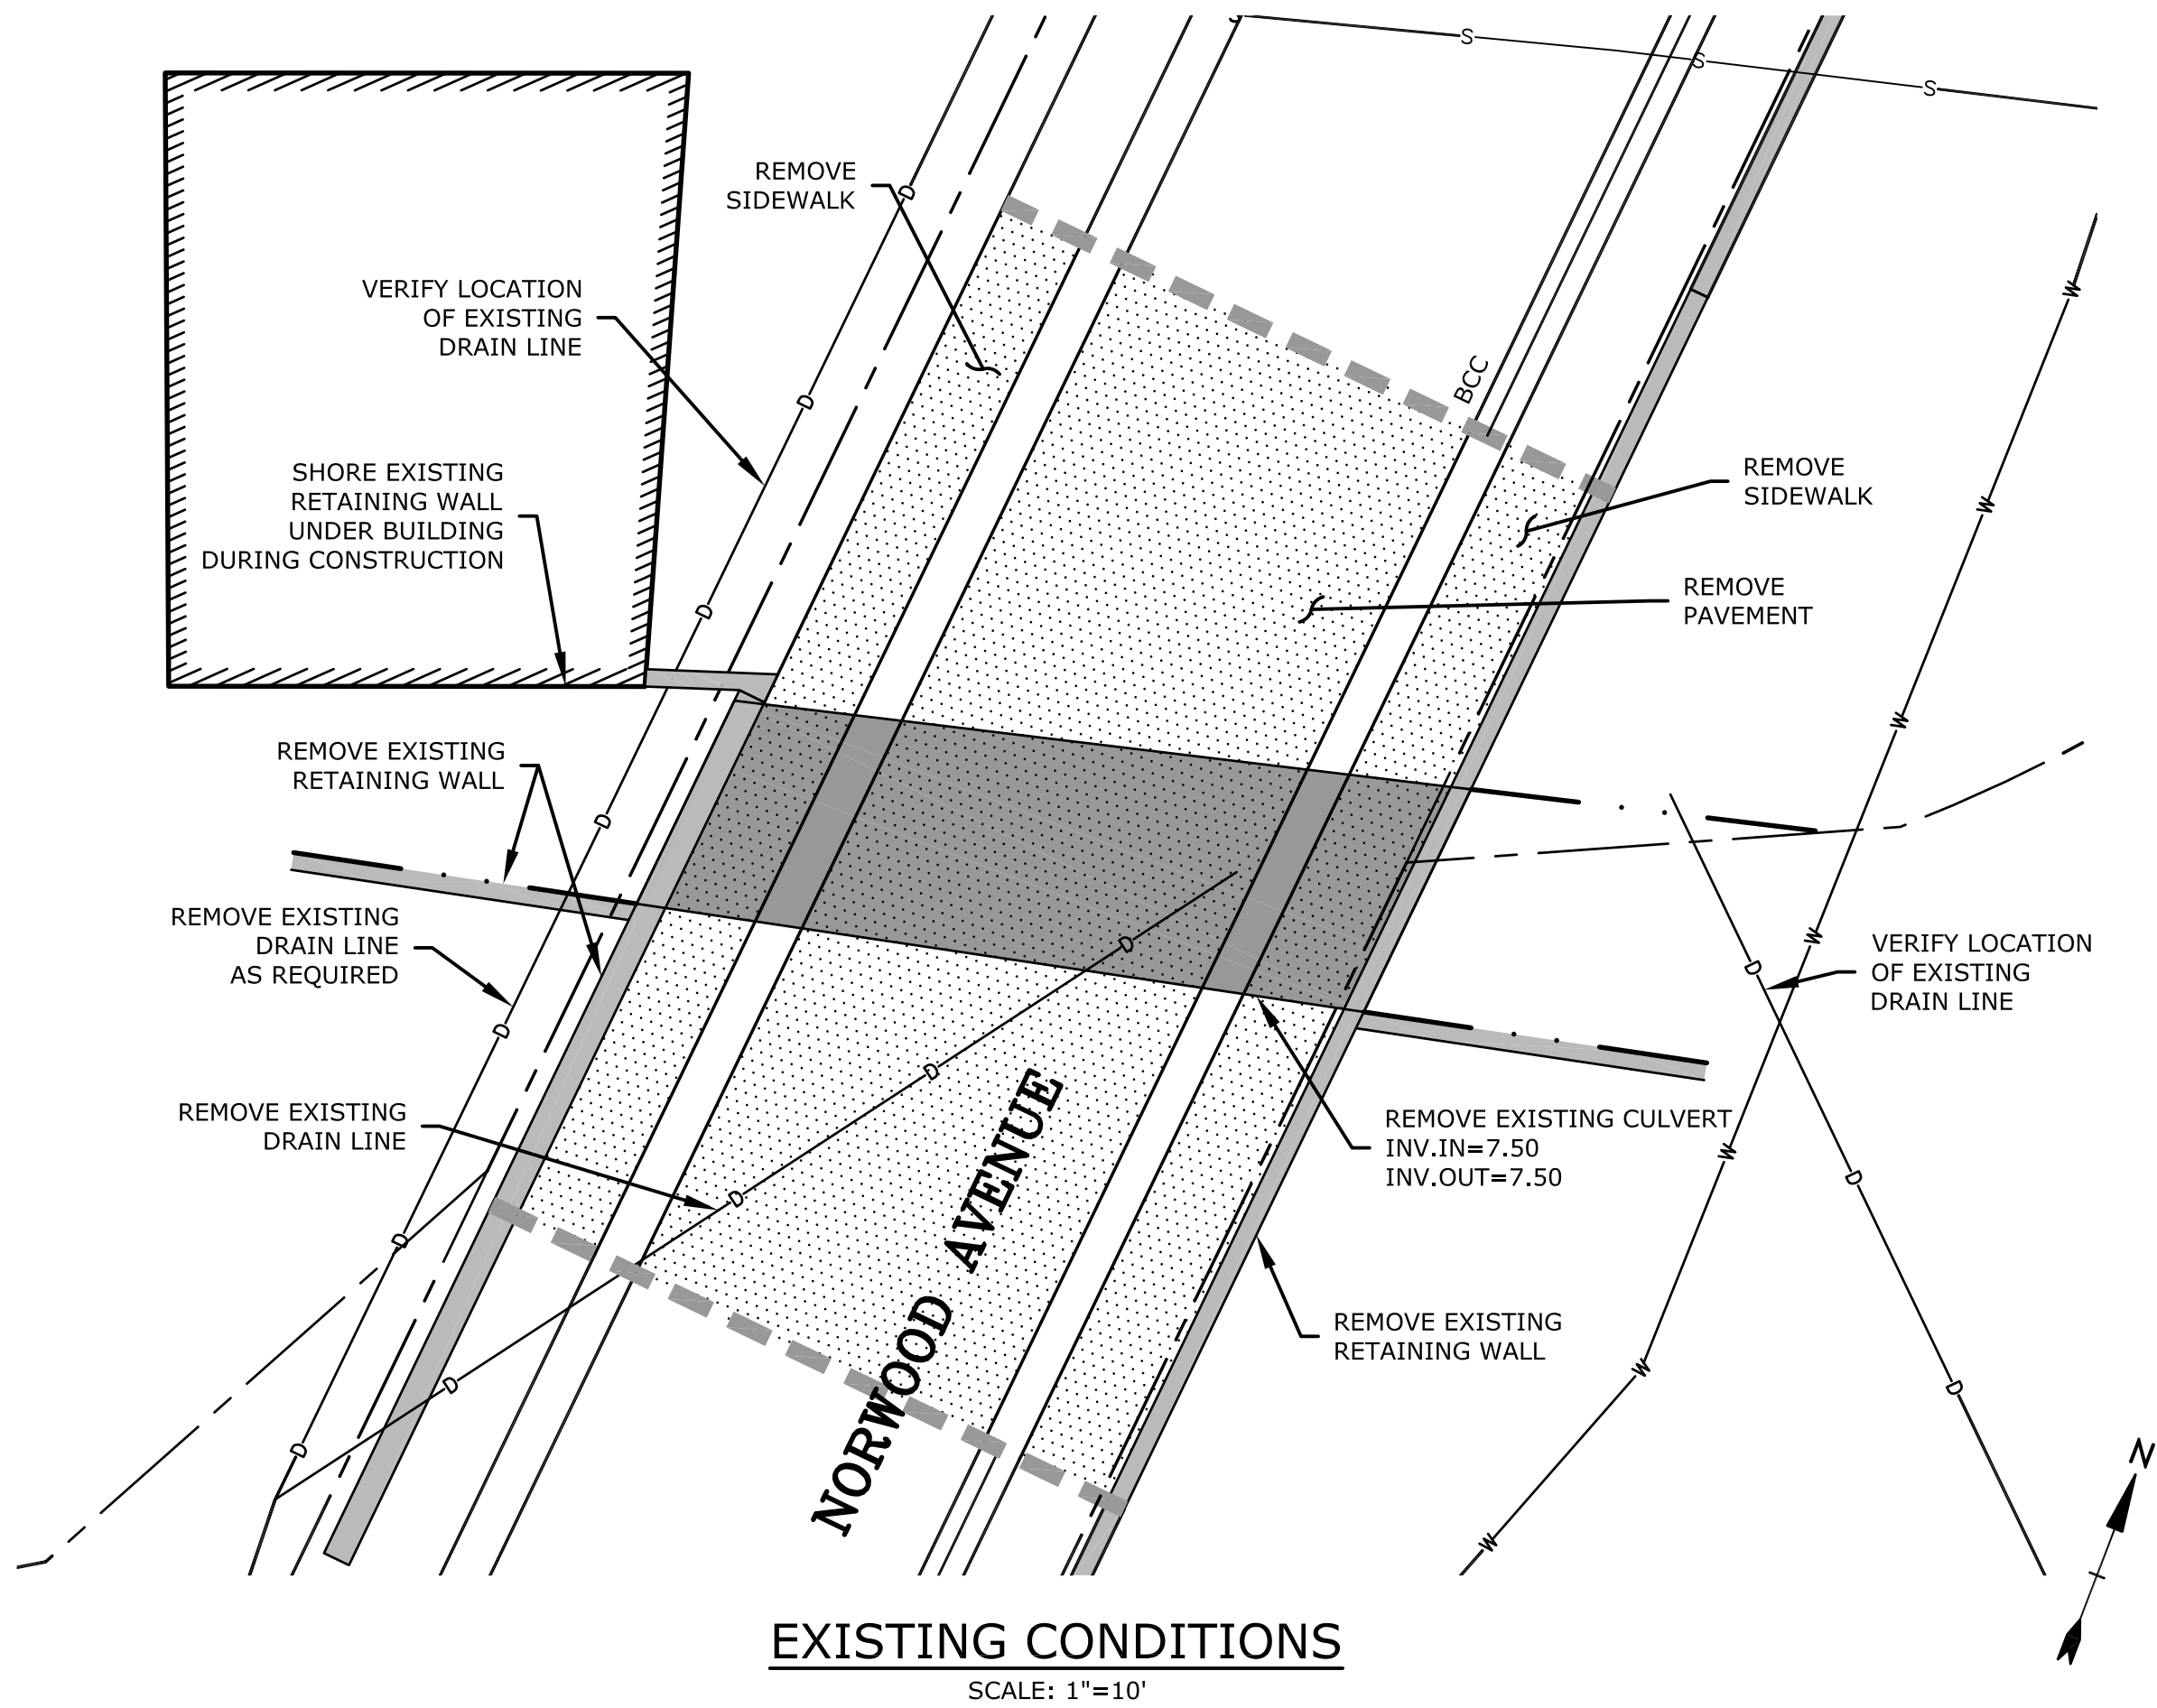 S
S
S
REMOVE
SIDEWALK
D
VERIFY LOCATION
OF EXISTING
DRAIN LINE
W
BCC
D
SHORE EXISTING
RETAINING WALL
UNDER BUILDING
DURING CONSTRUCTION
REMOVE
SIDEWALK
W
REMOVE
PAVEMENT
D
W
REMOVE EXISTING
RETAINING WALL
D
REMOVE EXISTING
DRAIN LINE
AS REQUIRED
D
W
D
VERIFY LOCATION
OF EXISTING
DRAIN LINE
D
D
REMOVE EXISTING
DRAIN LINE
REMOVE EXISTING CULVERT
INV.IN=7.50
INV.OUT=7.50
W
D
D
D
NORWOOD AVENUE
REMOVE EXISTING
RETAINING WALL
W
D
D
D
W
N
EXISTING CONDITIONS
SCALE: 1"=10'